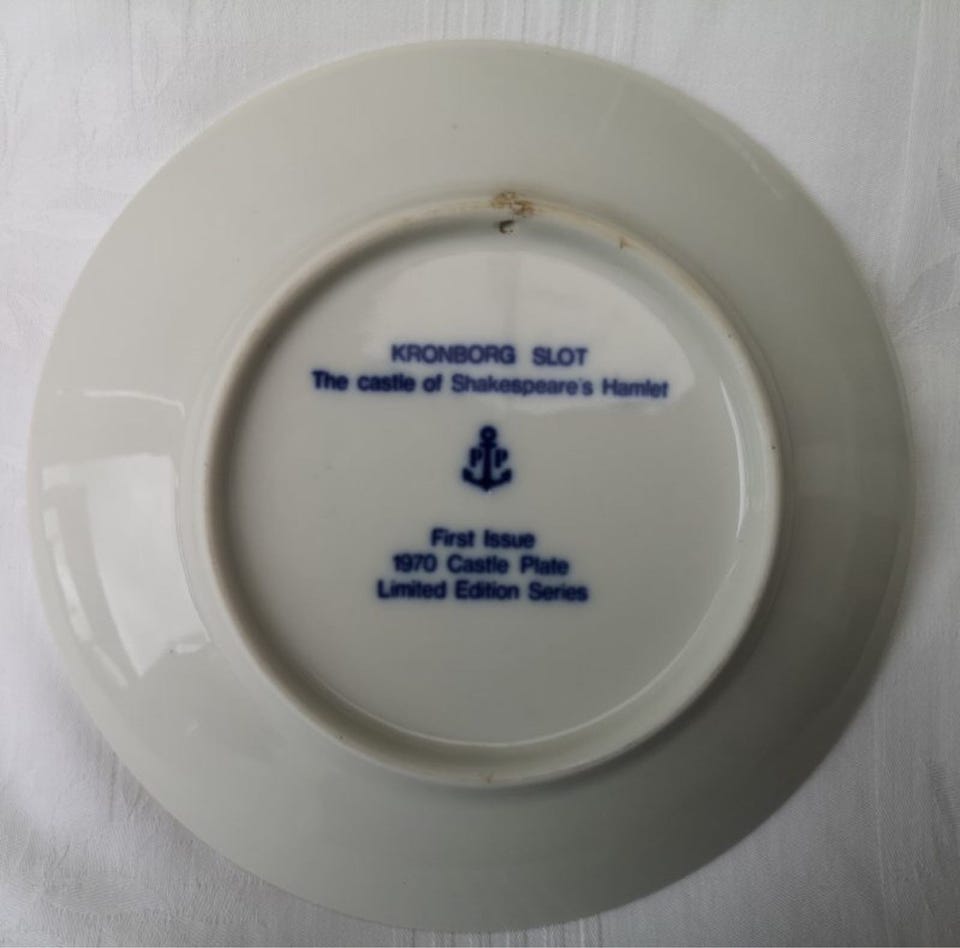 KRONBORG SLOT
The castle of Shakespeare's Hamlet
P P
First Issue
1970 Castle Plate
Limited Edition Series